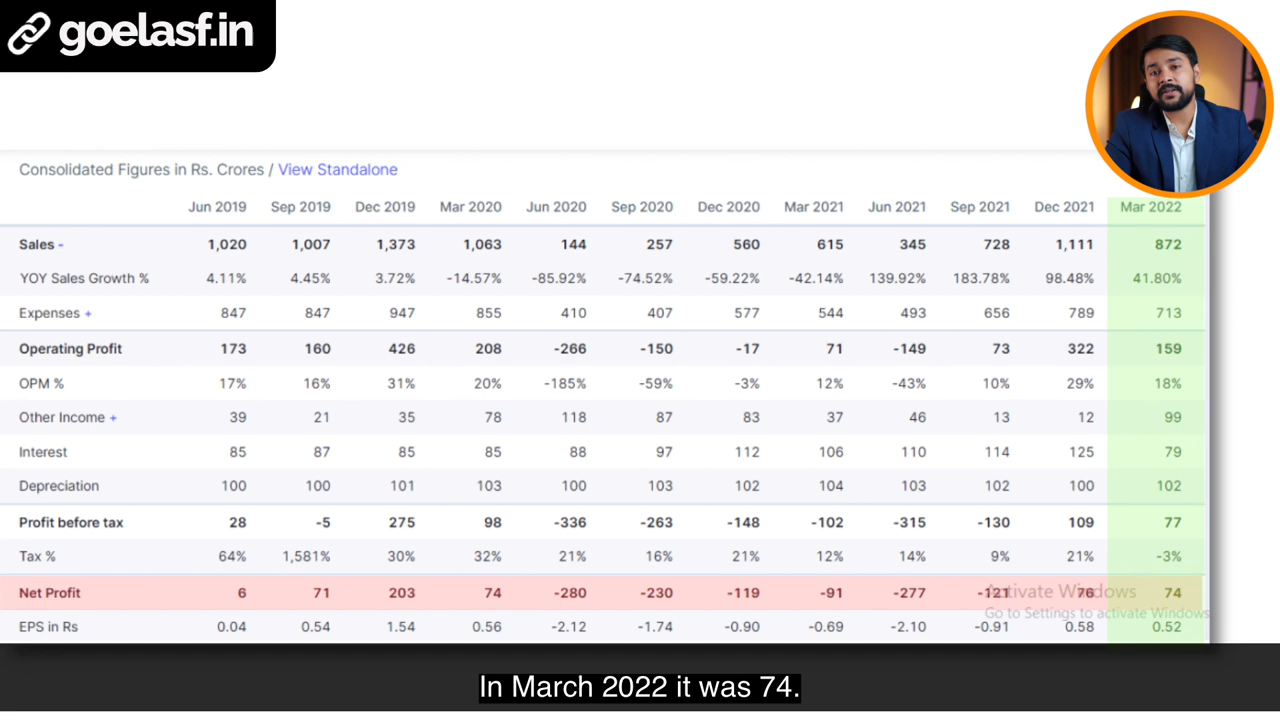 goelasf.in
Consolidated Figures in Rs. Crores / View Standalone
Jun 2019 Sep 2019 Dec 2019 Mar 2020 Jun 2020 Sep 2020 Dec 2020 Mar 2021 Jun 2021 Sep 2021 Dec 2021 Mar 2022
Sales - 1,020 1,007 1,373 1,063 144 257 560 615 345 728 1,111 872
YOY Sales Growth % 4.11% 4.45% 3.72% -14.57% -85.92% -74.52% -59.22% -42.14% 139.92% 183.78% 98.48% 41.80%
Expenses + 847 847 947 855 410 407 577 544 493 656 789 713
Operating Profit 173 160 426 208 -266 -150 -17 71 -149 73 322 159
OPM % 17% 16% 31% 20% -185% -59% -3% 12% -43% 10% 29% 18%
Other Income + 39 21 35 78 118 87 83 37 46 13 12 99
Interest 85 87 85 85 88 97 112 106 110 114 125 79
Depreciation 100 100 101 103 100 103 102 104 103 102 100 102
Profit before tax 28 -5 275 98 -336 -263 -148 -102 -315 -130 109 77
Tax % 64% 1,581% 30% 32% 21% 16% 21% 12% 14% 9% 21% -3%
Net Profit 6 71 203 74 -280 -230 -119 -91 -277 -121 76 74
Activate Windows
Go to Settings to activate Windows
EPS in Rs 0.04 0.54 1.54 0.56 -2.12 -1.74 -0.90 -0.69 -2.10 -0.91 0.58 0.52
In March 2022 it was 74.